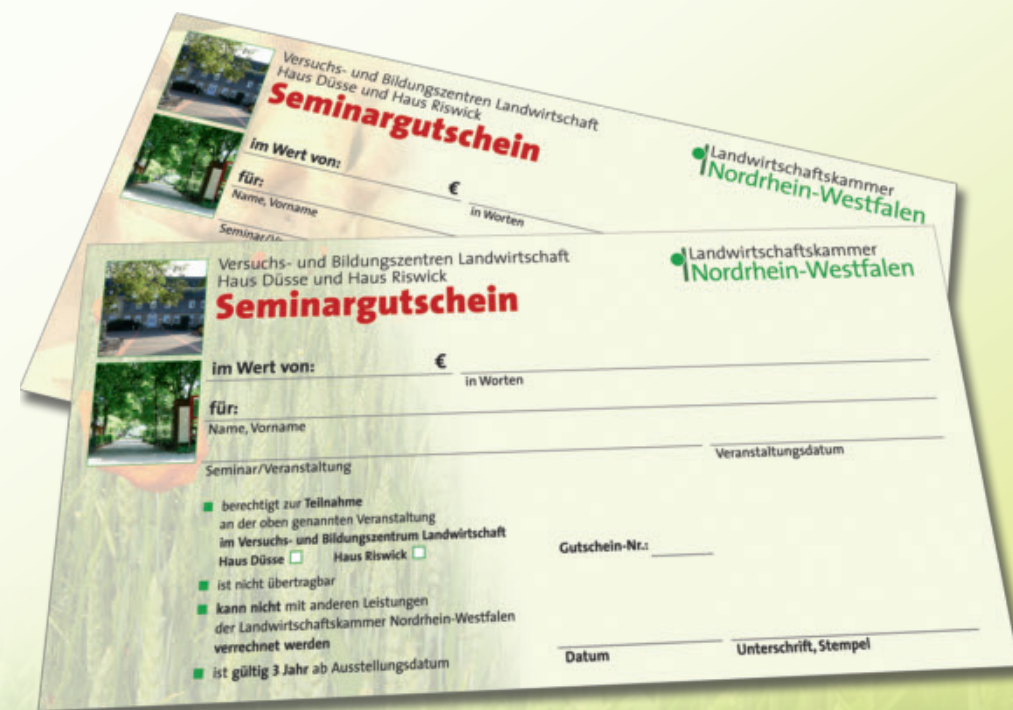 Versuchs- und Bildungszentren Landwirtschaft
Haus Düsse und Haus Riswick
Seminargutschein
Landwirtschaftskammer
Nordrhein-Westfalen
im Wert von:
€
in Worten
für:
Name, Vorname
Versuchs- und Bildungszentren Landwirtschaft
Haus Düsse und Haus Riswick
Seminargutschein
Landwirtschaftskammer
Nordrhein-Westfalen
im Wert von: €
in Worten
für:
Name, Vorname
Seminar/Veranstaltung
Veranstaltungsdatum
berechtigt zur Teilnahme
an der oben genannten Veranstaltung
im Versuchs- und Bildungszentrum Landwirtschaft
Haus Düsse Haus Riswick
ist nicht übertragbar
kann nicht mit anderen Leistungen
der Landwirtschaftskammer Nordrhein-Westfalen
verrechnet werden
ist gültig 3 Jahr ab Ausstellungsdatum
Gutschein-Nr.:
Datum
Unterschrift, Stempel